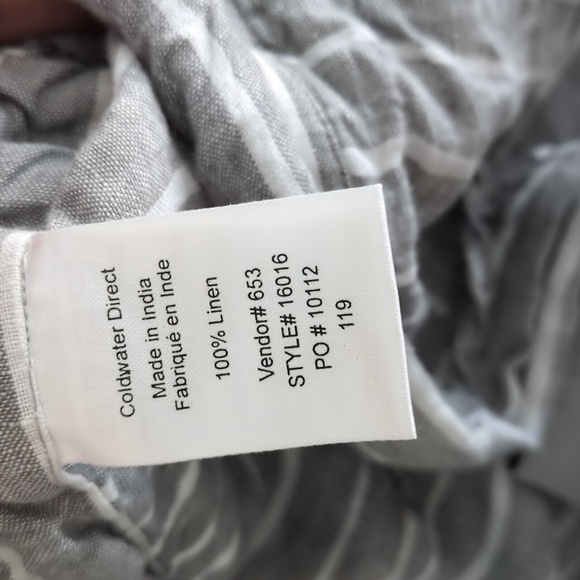 Coldwater Direct
Made in India
Fabriqué en Inde
100% Linen
Vendor# 653
STYLE# 16016
PO # 10112
119